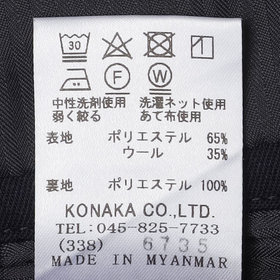 30
F W
中性洗剤使用 洗濯ネット使用
弱く絞る あて布使用
表地 ポリエステル 65%
ウール 35%
裏地 ポリエステル 100%
KONAKA CO.,LTD.
TEL:045-825-7733
(338) 6735
MADE IN MYANMAR